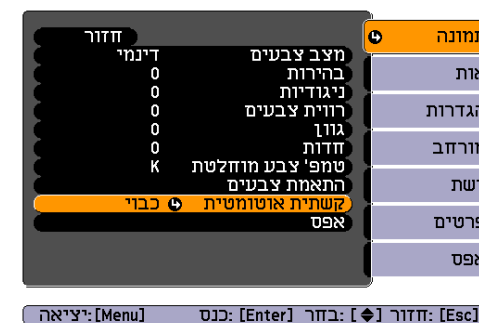 תמונה
אות
הגדרות
מורחב
רשת
פרטים
אפס
חזור
מצב צבעים דינמי
בהירות 0
ניגודיות 0
רווית צבעים 0
גוון 0
חדות 0
טמפ' צבע מוחלטת K
התאמת צבעים
קשתית אוטומטית כבוי
אפס
[Esc] :חזור [◆] :בחר [Enter] :כנס [Menu] :יציאה